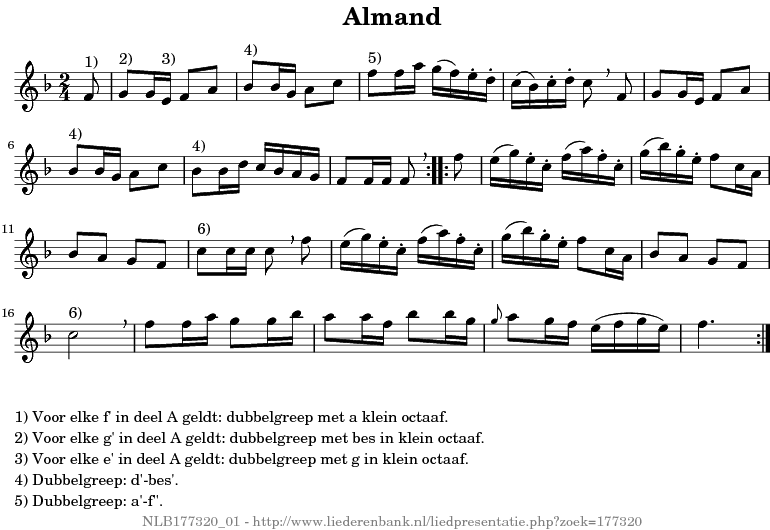 Almand
1) 2) 3) 4) 5)
2
4
6 4) 4)
11 6)
16 6)
1) Voor elke f' in deel A geldt: dubbelgreep met a klein octaaf.
2) Voor elke g' in deel A geldt: dubbelgreep met bes in klein octaaf.
3) Voor elke e' in deel A geldt: dubbelgreep met g in klein octaaf.
4) Dubbelgreep: d'-bes'.
5) Dubbelgreep: a'-f''.
NLB177320_01 - http://www.liederenbank.nl/liedpresentatie.php?zoek=177320